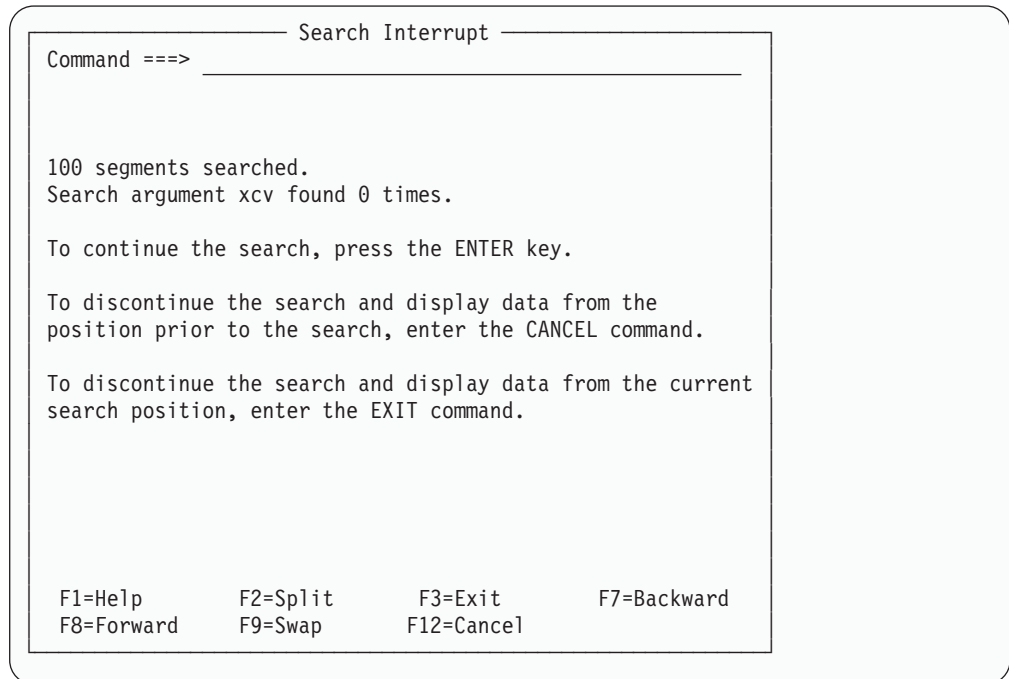 Search Interrupt
Command ===>
100 segments searched.
Search argument xcv found 0 times.
To continue the search, press the ENTER key.
To discontinue the search and display data from the
position prior to the search, enter the CANCEL command.
To discontinue the search and display data from the current
search position, enter the EXIT command.
F1=Help F2=Split F3=Exit F7=Backward
F8=Forward F9=Swap F12=Cancel